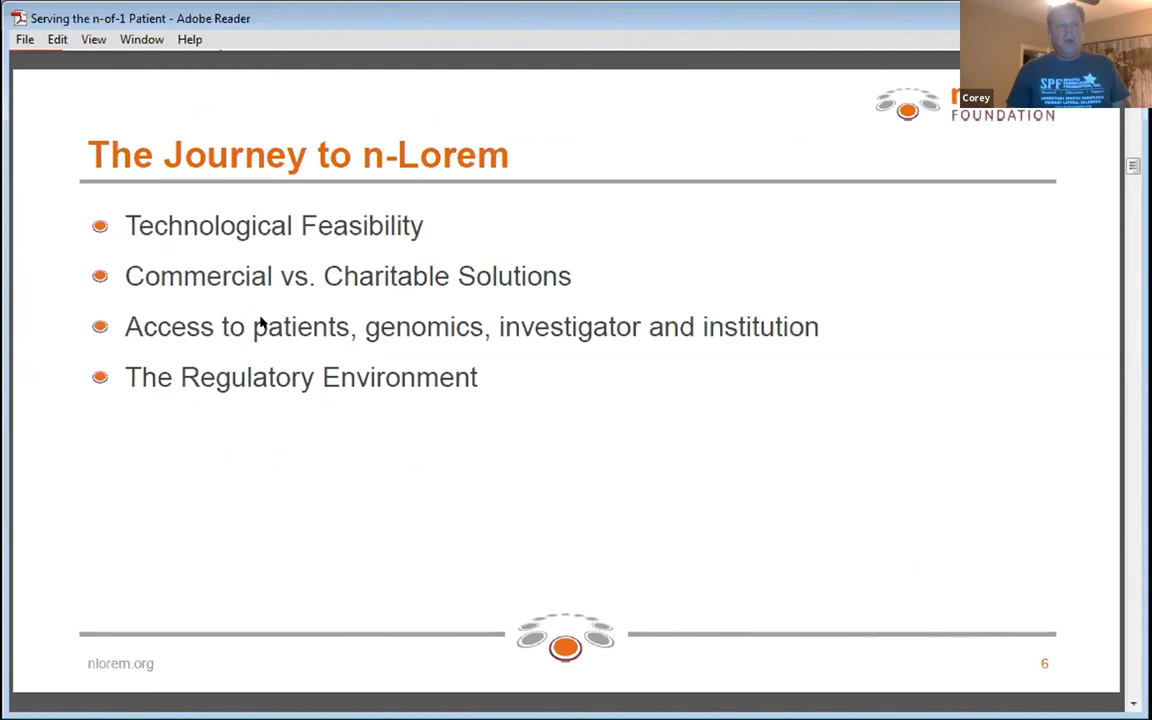 Serving the n-of-1 Patient - Adobe Reader
File Edit View Window Help
Corey
SPF
FOUNDATION
The Journey to n-Lorem
Technological Feasibility
Commercial vs. Charitable Solutions
Access to patients, genomics, investigator and institution
The Regulatory Environment
nlorem.org
6